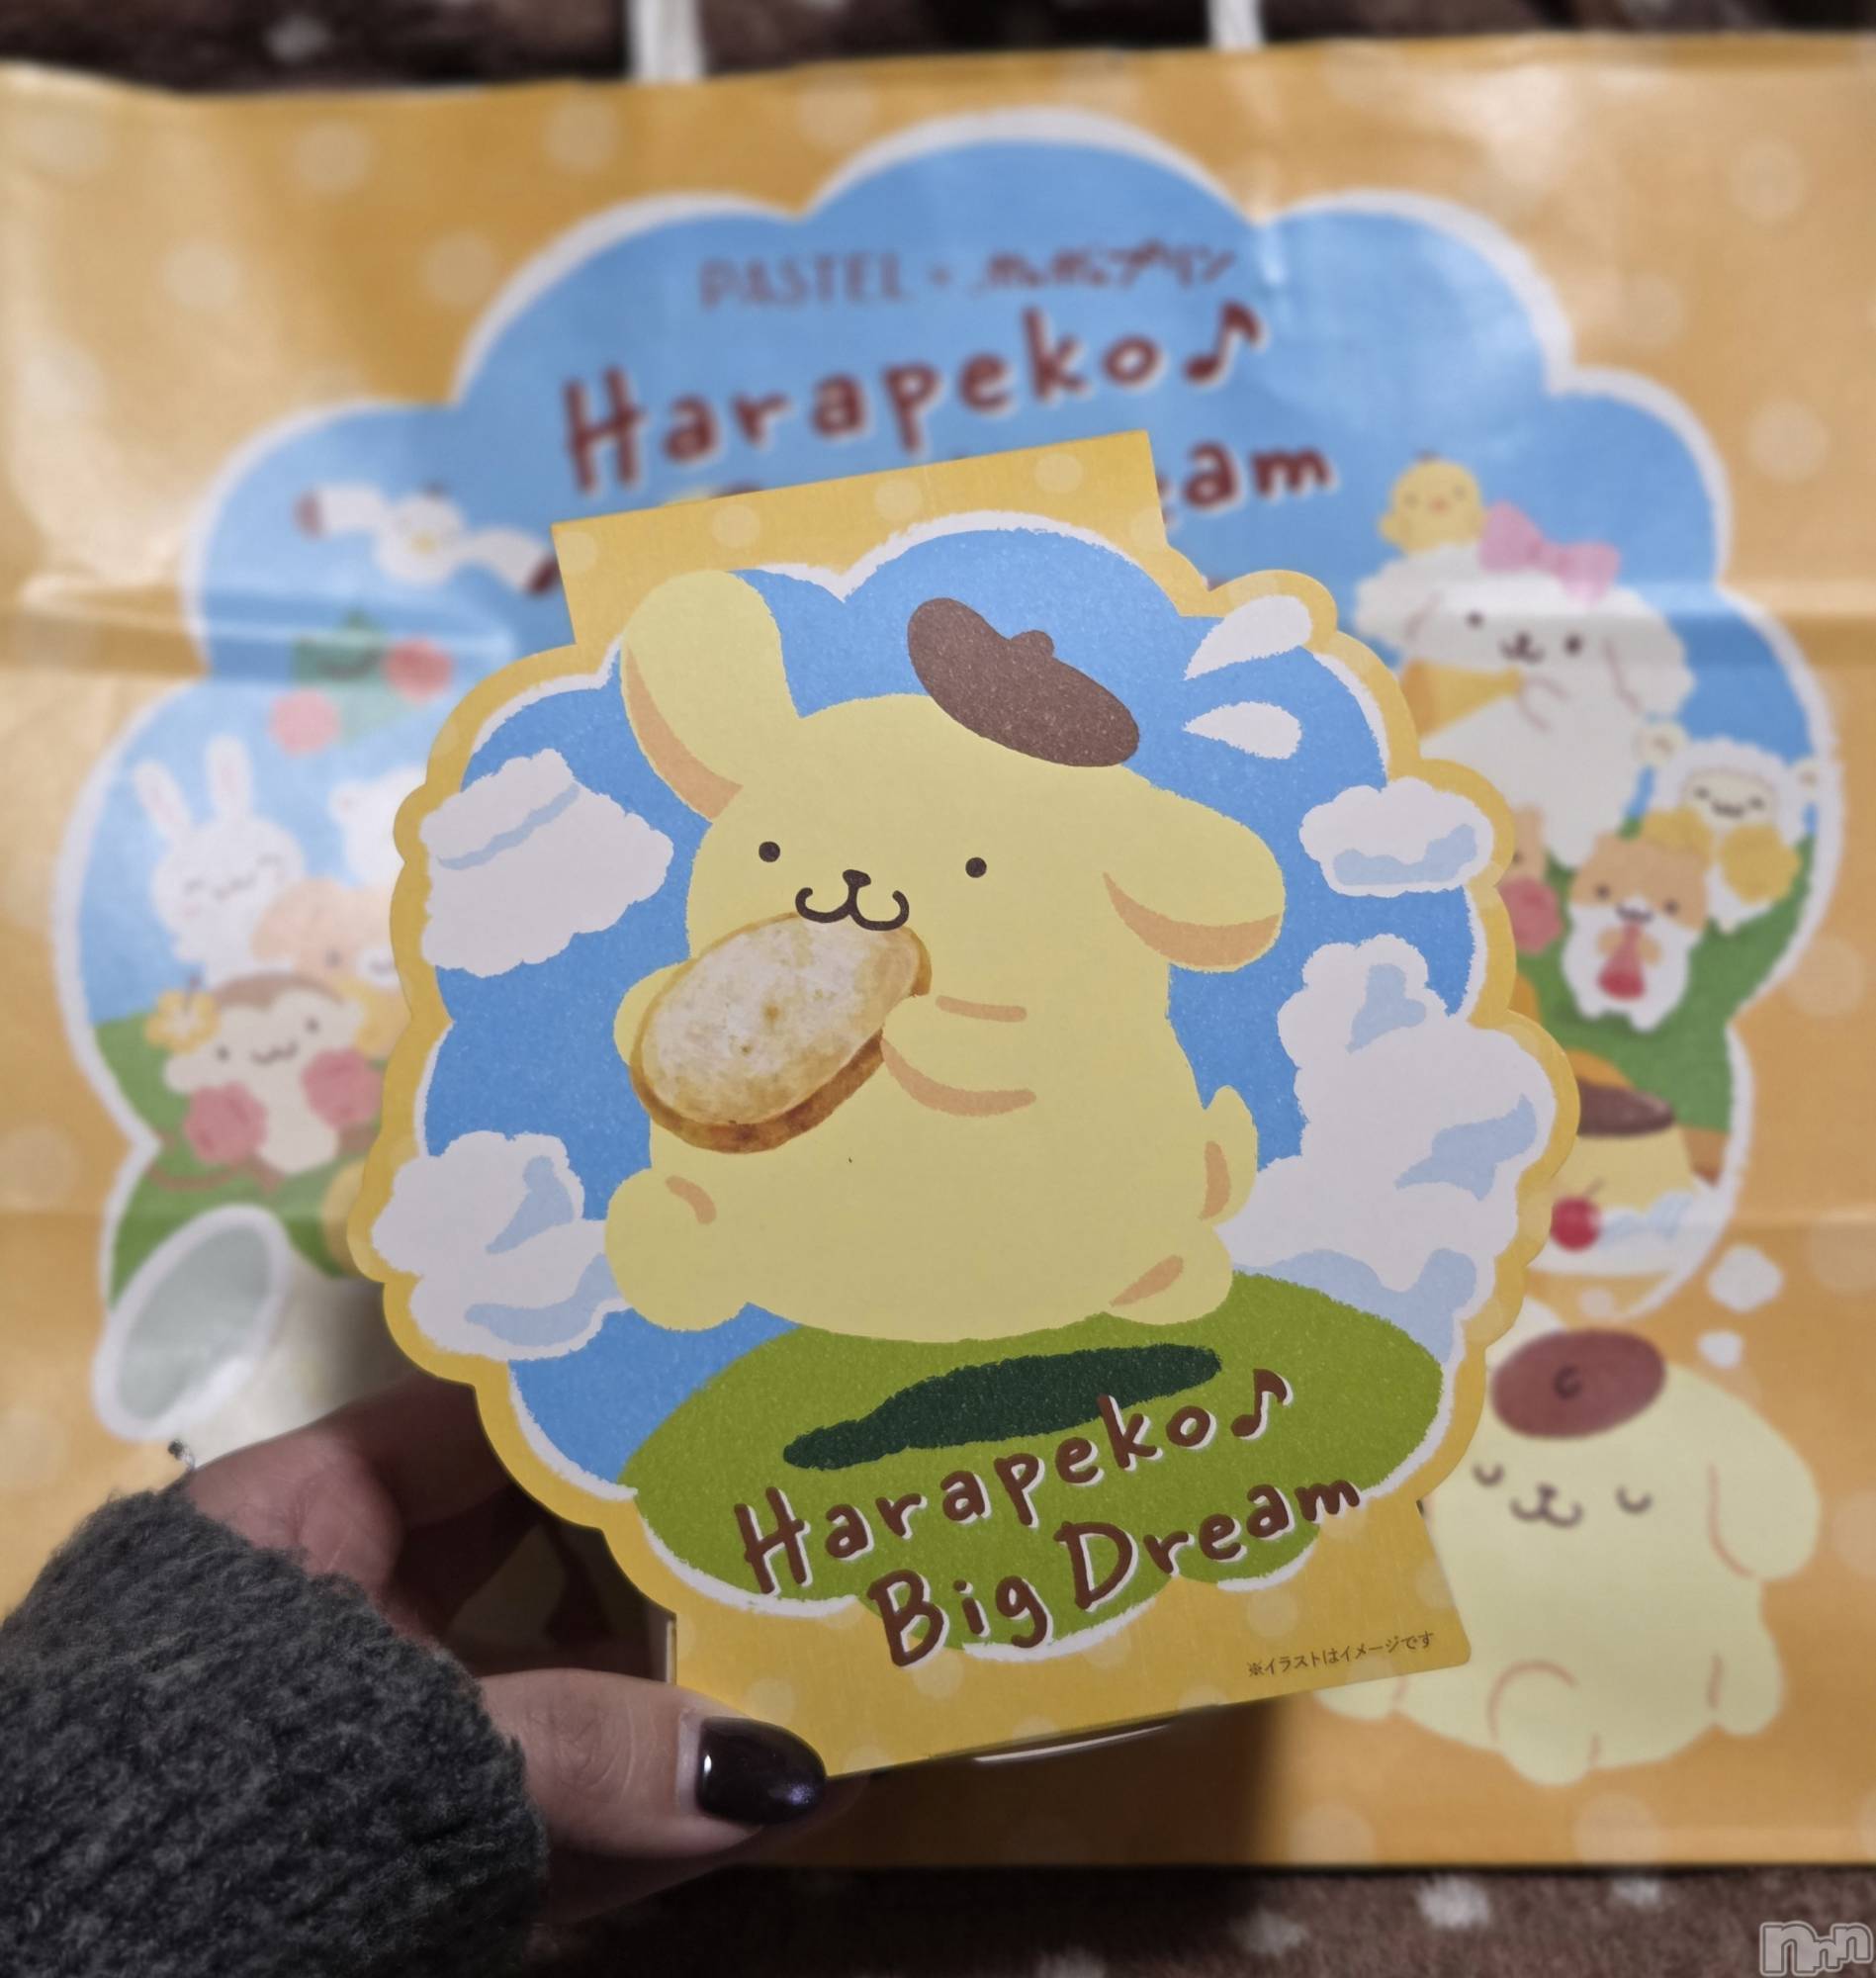 PASTEL × ポムポムプリン
Harapeko♪
eam
Harapeko♪
Big Dream
※イラストはイメージです